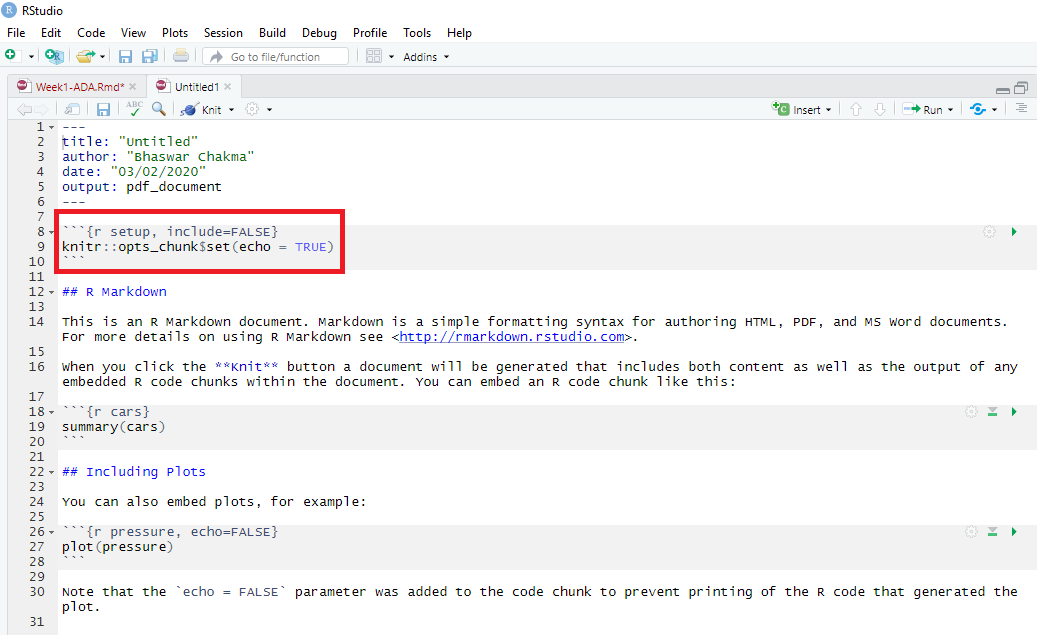 RStudio
File Edit Code View Plots Session Build Debug Profile Tools Help
Go to file/function Addins
Week1-ADA.Rmd* Untitled1
ABC Knit Insert Run
1 ---
2 title: "Untitled"
3 author: "Bhaswar Chakma"
4 date: "03/02/2020"
5 output: pdf_document
6 ---
7
8 ```{r setup, include=FALSE}
9 knitr::opts_chunk$set(echo = TRUE)
10 ```
11
12 ## R Markdown
13
14 This is an R Markdown document. Markdown is a simple formatting syntax for authoring HTML, PDF, and MS Word documents.
For more details on using R Markdown see <http://rmarkdown.rstudio.com>.
15
16 When you click the **Knit** button a document will be generated that includes both content as well as the output of any
embedded R code chunks within the document. You can embed an R code chunk like this:
17
18 ```{r cars}
19 summary(cars)
20 ```
21
22 ## Including Plots
23
24 You can also embed plots, for example:
25
26 ```{r pressure, echo=FALSE}
27 plot(pressure)
28 ```
29
30 Note that the `echo = FALSE` parameter was added to the code chunk to prevent printing of the R code that generated the
plot.
31